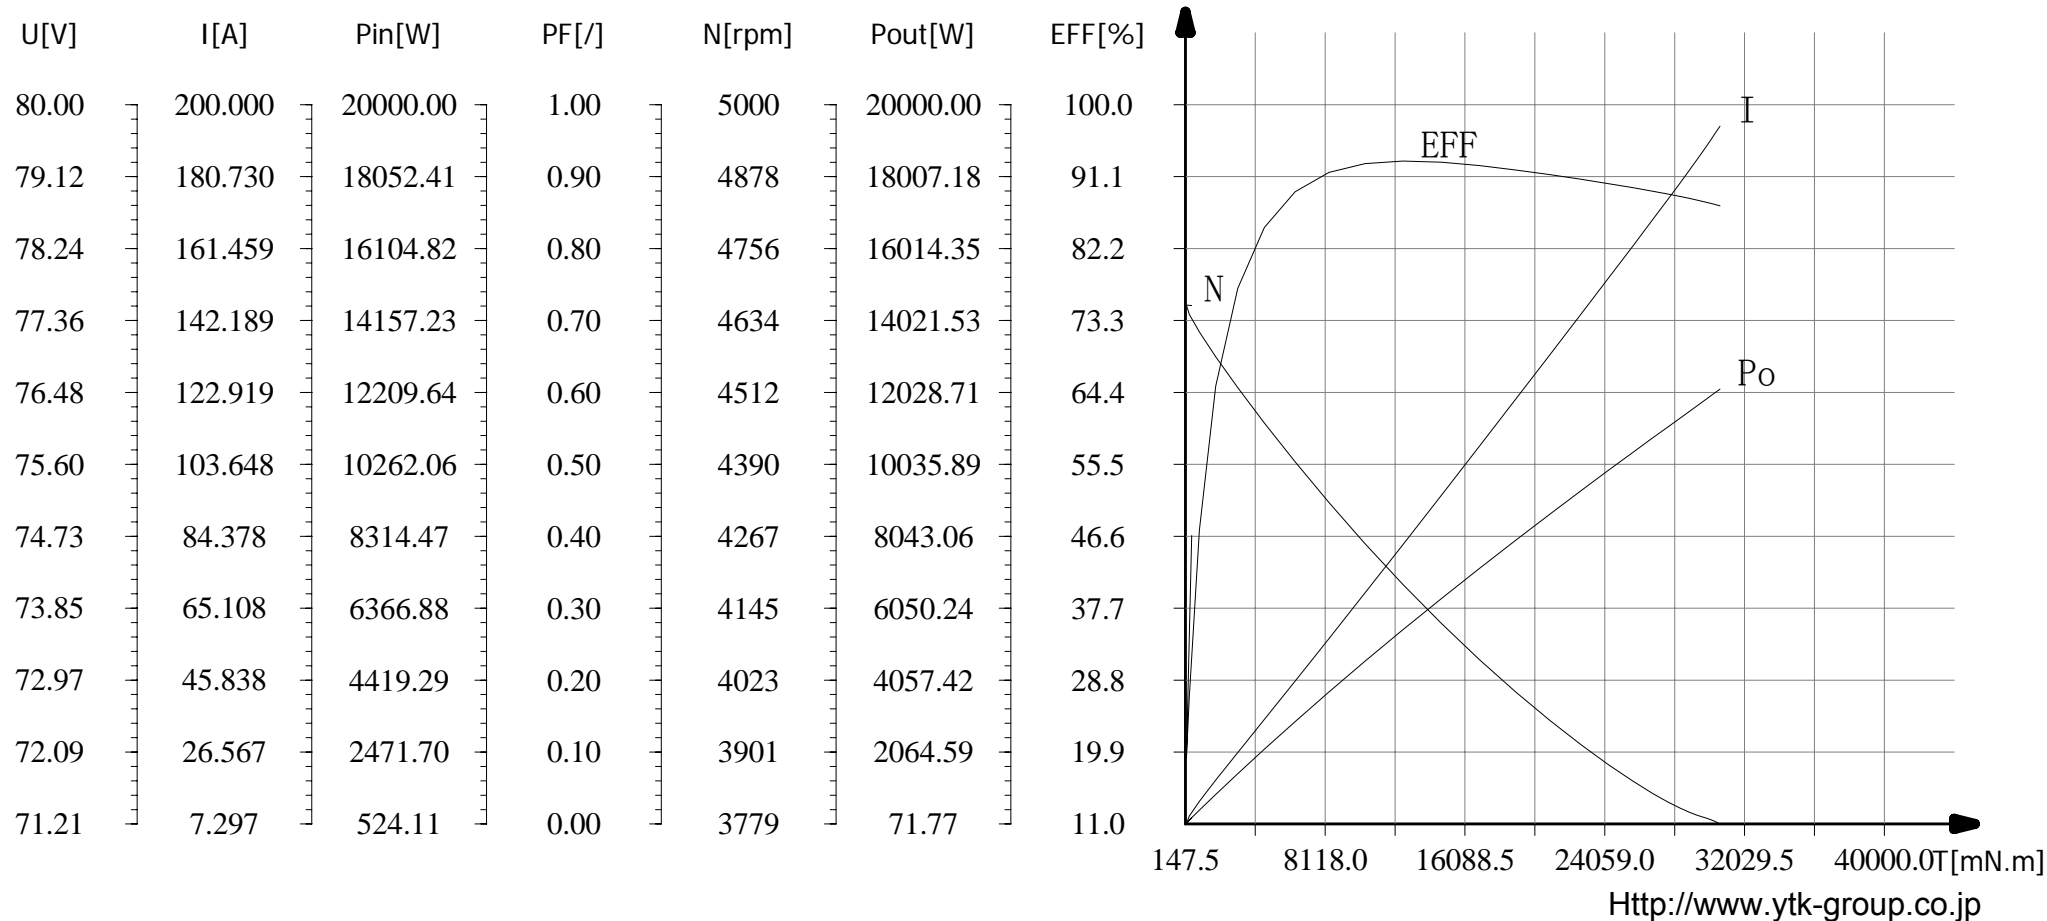 U[V] I[A] Pin[W] PF[/] N[rpm] Pout[W] EFF[%]
80.00 200.000 20000.00 1.00 5000 20000.00 100.0 I
EFF
79.12 180.730 18052.41 0.90 4878 18007.18 91.1
78.24 161.459 16104.82 0.80 4756 16014.35 82.2
N
77.36 142.189 14157.23 0.70 4634 14021.53 73.3
Po
76.48 122.919 12209.64 0.60 4512 12028.71 64.4
75.60 103.648 10262.06 0.50 4390 10035.89 55.5
74.73 84.378 8314.47 0.40 4267 8043.06 46.6
73.85 65.108 6366.88 0.30 4145 6050.24 37.7
72.97 45.838 4419.29 0.20 4023 4057.42 28.8
72.09 26.567 2471.70 0.10 3901 2064.59 19.9
71.21 7.297 524.11 0.00 3779 71.77 11.0
147.5 8118.0 16088.5 24059.0 32029.5 40000.0 T[mN.m]
Http://www.ytk-group.co.jp